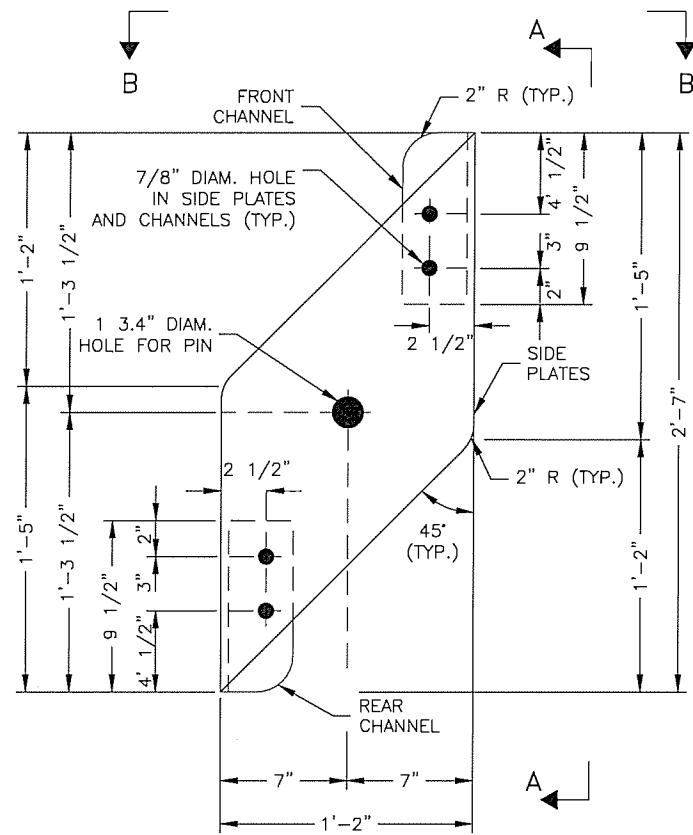 A
B
B
FRONT
CHANNEL
2" R (TYP.)
7/8" DIAM. HOLE
IN SIDE PLATES
AND CHANNELS (TYP.)
4' 1/2"
3"
2"
9 1/2"
1'-2"
1'-3 1/2"
1'-5"
2'-7"
1 3.4" DIAM.
HOLE FOR PIN
2 1/2"
SIDE
PLATES
2 1/2"
2" R (TYP.)
45°
(TYP.)
1'-5"
1'-3 1/2"
9 1/2"
2"
3"
4' 1/2"
1'-2"
REAR
CHANNEL
7"
7"
A
1'-2"